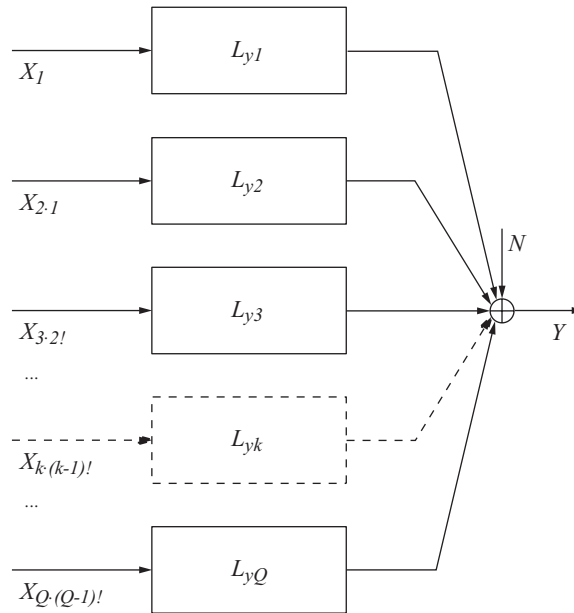 L_{y1}
X_1
L_{y2}
X_{2·1}
N
L_{y3}
Y
X_{3·2!}
...
L_{yk}
X_{k·(k-1)!}
...
L_{yQ}
X_{Q·(Q-1)!}